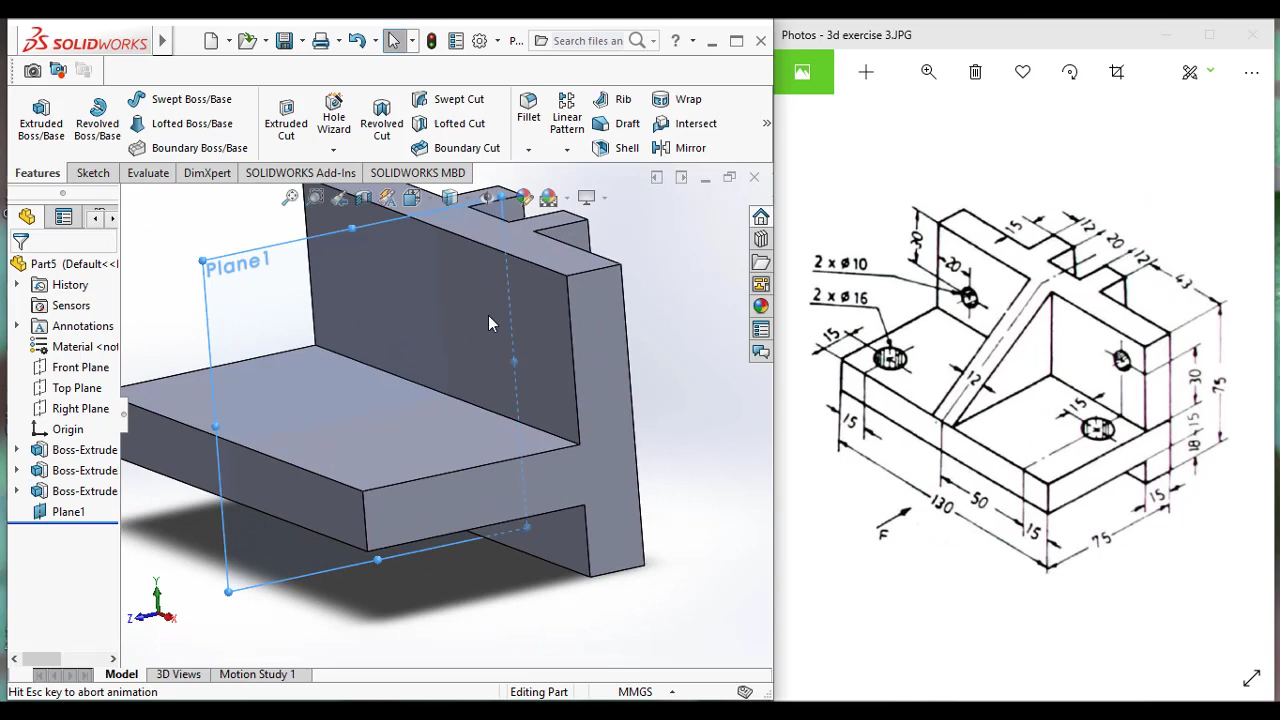 SOLIDWORKS
P...
Search files an
?
Photos - 3d exercise 3.JPG
Extruded Boss/Base
Revolved Boss/Base
Swept Boss/Base
Lofted Boss/Base
Boundary Boss/Base
Extruded Cut
Hole Wizard
Revolved Cut
Swept Cut
Lofted Cut
Boundary Cut
Fillet
Linear Pattern
Rib
Draft
Shell
Wrap
Intersect
Mirror
Features
Sketch
Evaluate
DimXpert
SOLIDWORKS Add-Ins
SOLIDWORKS MBD
Part5 (Default<<
History
Sensors
Annotations
Material <not
Front Plane
Top Plane
Right Plane
Origin
Boss-Extrude
Boss-Extrude
Boss-Extrude
Plane1
Plane1
Y
Z
X
Model
3D Views
Motion Study 1
Hit Esc key to abort animation
Editing Part
MMGS
15
12
20
12
43
20
20
2 x ø10
2 x ø16
15
12
15
15
30
75
15
18
130
50
15
15
75
F